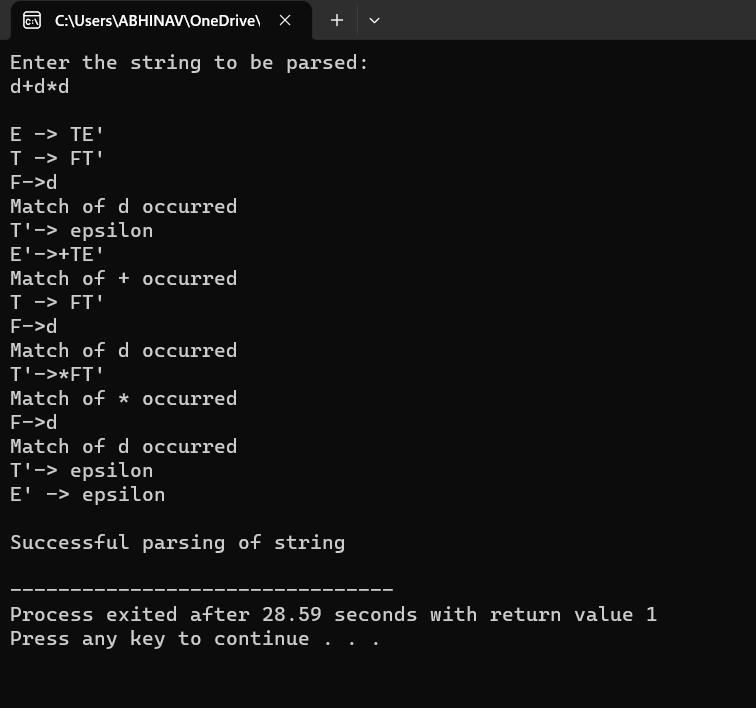 C:\Users\ABHINAV\OneDrive\
Enter the string to be parsed:
d+d*d
E -> TE'
T -> FT'
F->d
Match of d occurred
T'-> epsilon
E'->+TE'
Match of + occurred
T -> FT'
F->d
Match of d occurred
T'->*FT'
Match of * occurred
F->d
Match of d occurred
T'-> epsilon
E' -> epsilon
Successful parsing of string
--------------------------------
Process exited after 28.59 seconds with return value 1
Press any key to continue . . .